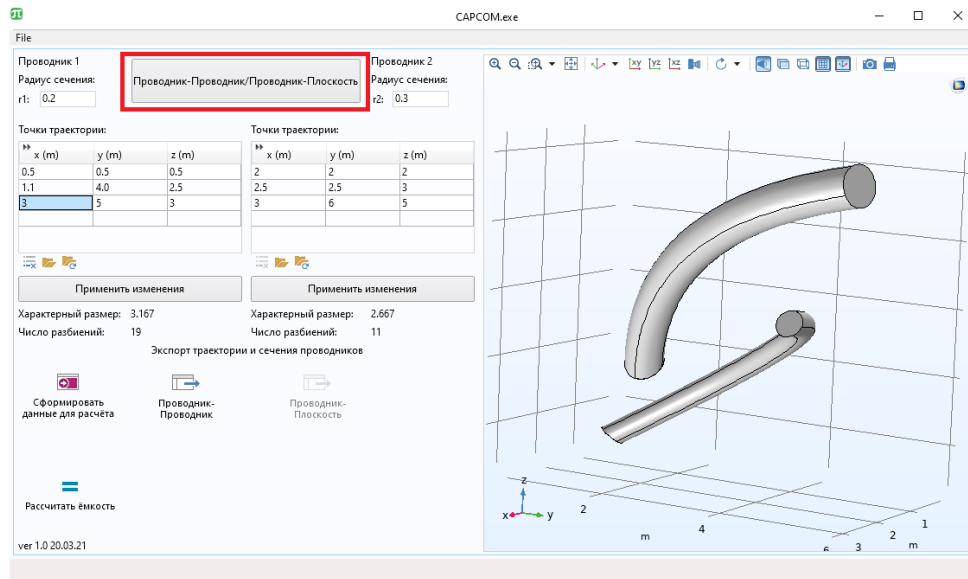 CAPCOM.exe
File
Проводник 1
Радиус сечения:
r1: 0.2
Проводник-Проводник/Проводник-Плоскость
Проводник 2
Радиус сечения:
r2: 0.3
Точки траектории:
x (m) y (m) z (m)
0.5 0.5 0.5
1.1 4.0 2.5
3 5 3
Точки траектории:
x (m) y (m) z (m)
2 2 2
2.5 2.5 3
3 6 5
Применить изменения
Применить изменения
Характерный размер: 3.167
Число разбиений: 19
Характерный размер: 2.667
Число разбиений: 11
Экспорт траектории и сечения проводников
Сформировать
данные для расчёта
Проводник-
Проводник
Проводник-
Плоскость
Рассчитать ёмкость
ver 1.0 20.03.21
xy yz xz
z
x y
2
4
6
m
3
2
1
m